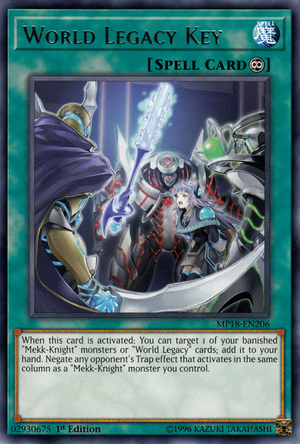 World Legacy Key
SPELL
[Spell Card]
MP18-EN206
When this card is activated: You can target 1 of your banished
"Mekk-Knight" monsters or "World Legacy" cards; add it to your
hand. Negate any opponent's Trap effect that activates in the same
column as a "Mekk-Knight" monster you control.
02930675 1st Edition ©1996 KAZUKI TAKAHASHI